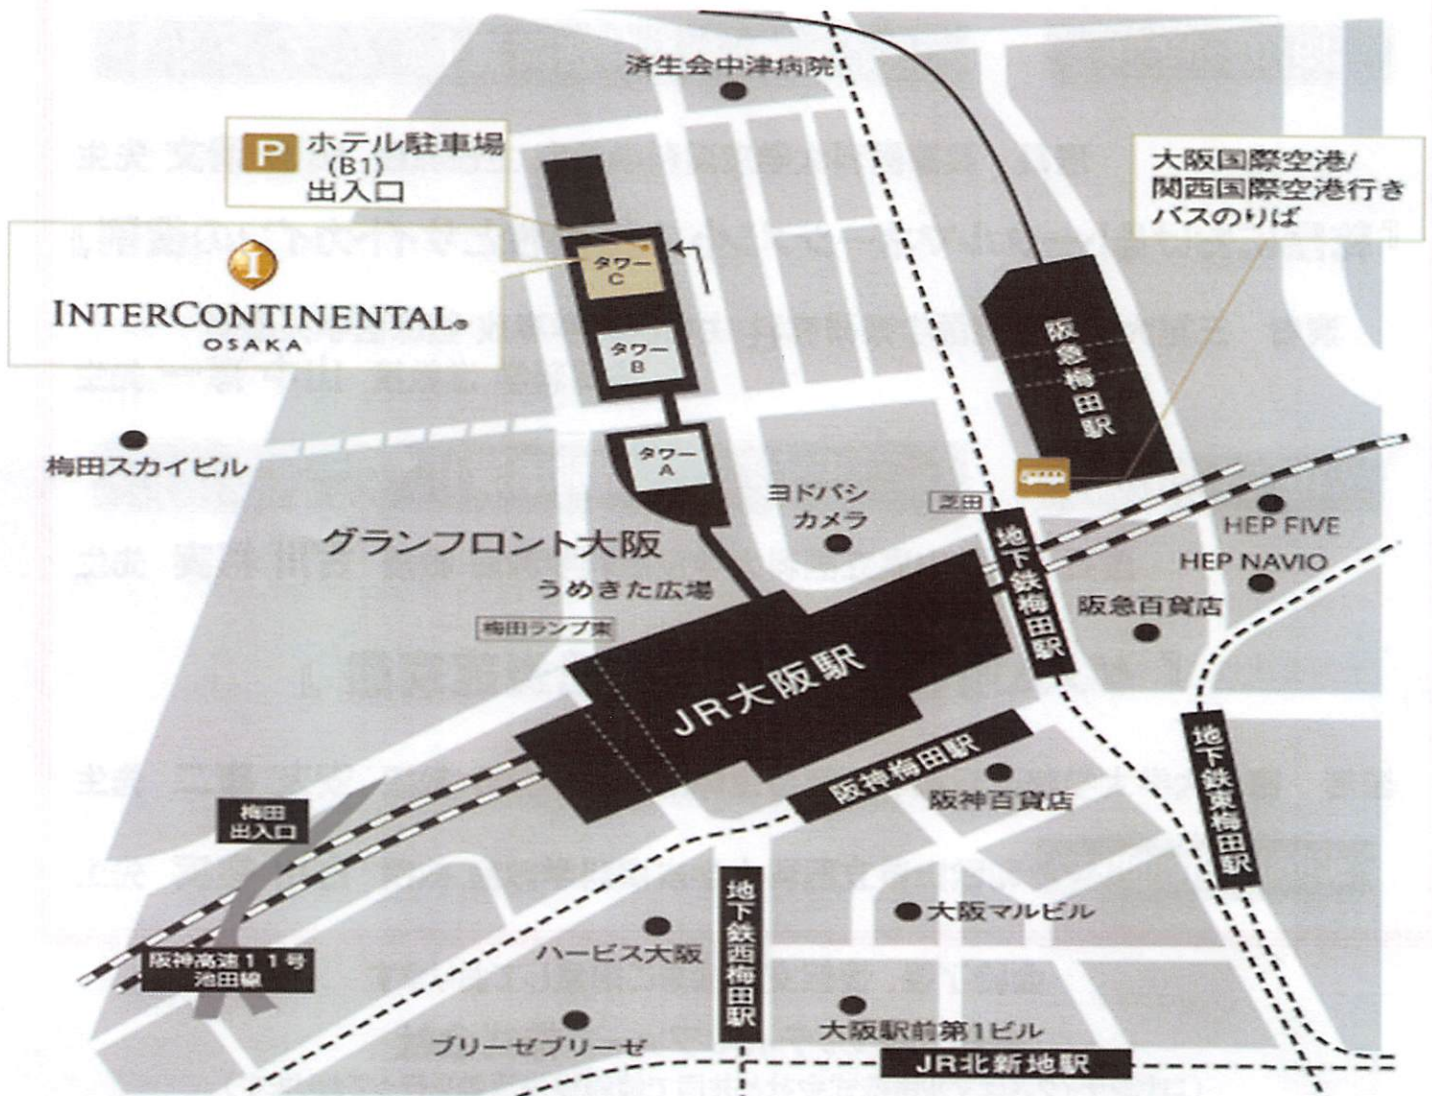 済生会中津病院
P ホテル駐車場
(B1)
出入口
大阪国際空港/
関西国際空港行き
バスのりば
I
INTERCONTINENTAL®
OSAKA
タワー
C
タワー
B
タワー
A
阪急梅田駅
梅田スカイビル
ヨドバシ
カメラ
芝田
グランフロント大阪
うめきた広場
梅田ランプ東
地下鉄梅田駅
HEP FIVE
HEP NAVIO
阪急百貨店
JR大阪駅
阪神梅田駅
阪神百貨店
地下鉄東梅田駅
梅田
出入口
阪神高速11号
池田線
地下鉄西梅田駅
大阪マルビル
ハービス大阪
ブリーゼブリーゼ
大阪駅前第1ビル
JR北新地駅